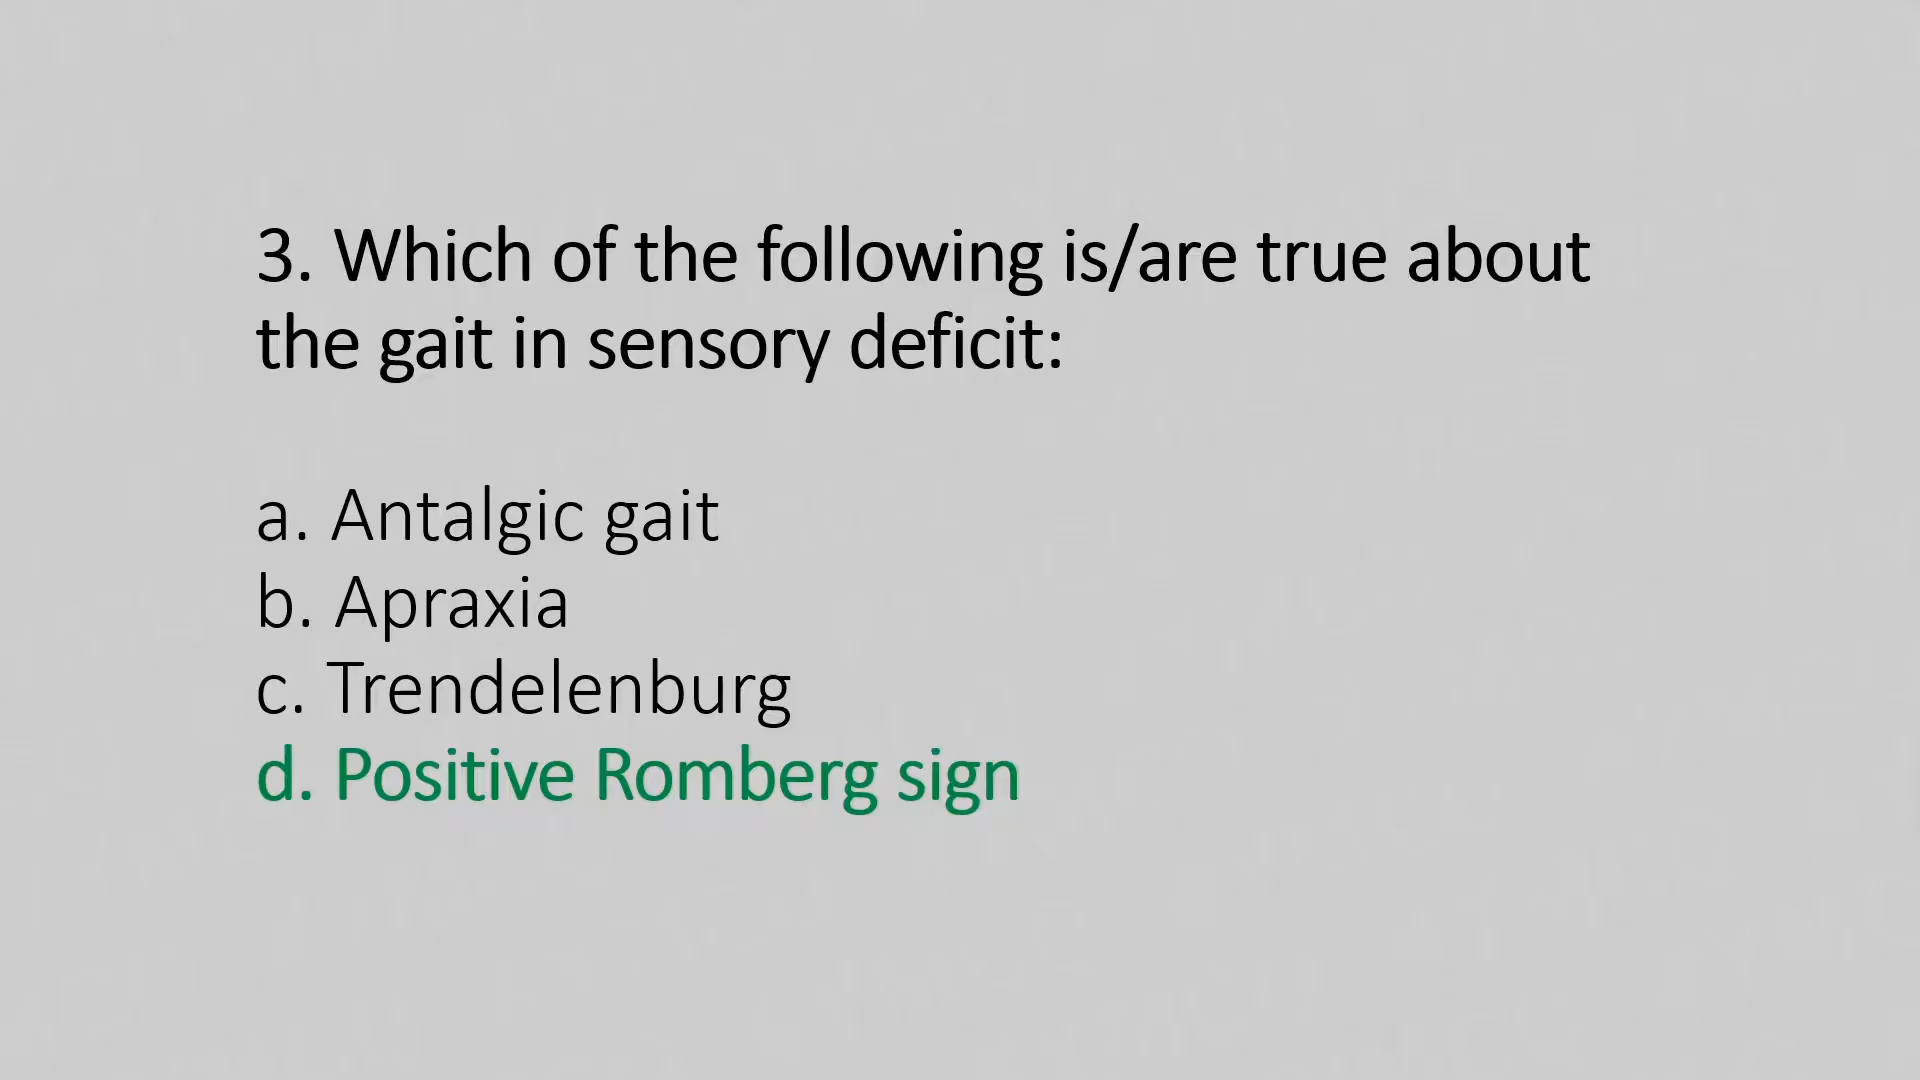 3. Which of the following is/are true about
the gait in sensory deficit:
a. Antalgic gait
b. Apraxia
c. Trendelenburg
d. Positive Romberg sign